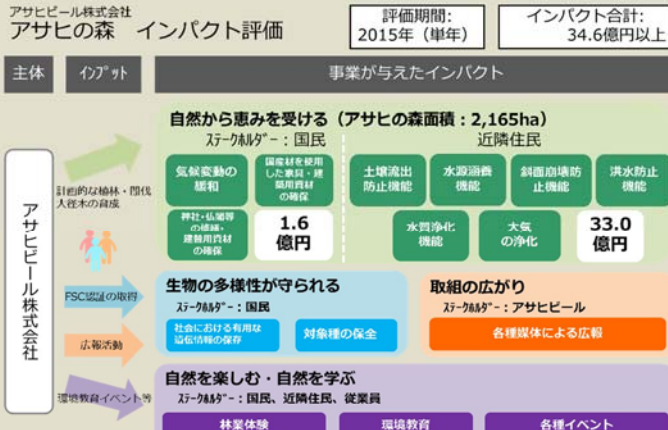 アサヒビール株式会社
アサヒの森 インパクト評価
評価期間:
2015年（単年）
インパクト合計:
34.6億円以上
主体
ｲﾝﾌﾟｯﾄ
事業が与えたインパクト
自然から恵みを受ける（アサヒの森面積：2,165ha）
ｽﾃｰｸﾎﾙﾀﾞｰ：国民
近隣住民
気候変動の
緩和
国産材を使用
した家具・建
築用資材
の確保
土壌流出
防止機能
水源涵養
機能
斜面崩壊防
止機能
洪水防止
機能
計画的な植林・間伐
大径木の育成
神社・仏閣等
の補修・
建替用資材
の確保
1.6
億円
水質浄化
機能
大気
の浄化
33.0
億円
アサヒビール株式会社
生物の多様性が守られる
ｽﾃｰｸﾎﾙﾀﾞｰ：国民
取組の広がり
ｽﾃｰｸﾎﾙﾀﾞｰ：アサヒビール
FSC認証の取得
社会における有用な
遺伝情報の保存
対象種の保全
各種媒体による広報
広報活動
自然を楽しむ・自然を学ぶ
ｽﾃｰｸﾎﾙﾀﾞｰ：国民、近隣住民、従業員
環境教育イベント等
林業体験
環境教育
各種イベント